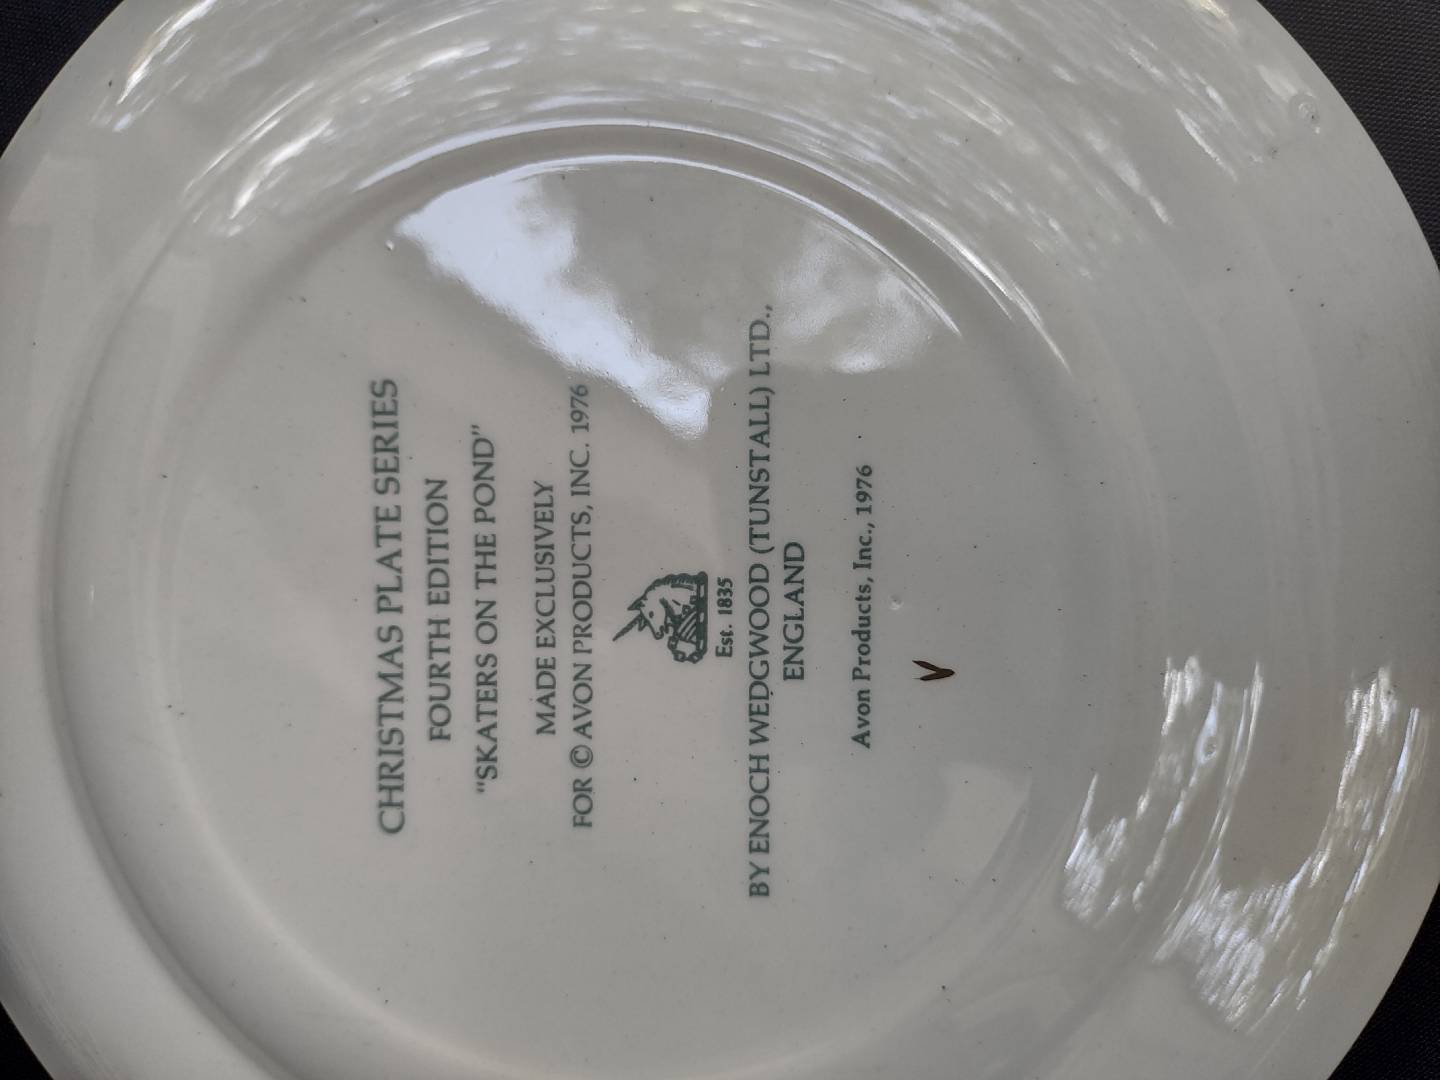 CHRISTMAS PLATE SERIES
FOURTH EDITION
"SKATERS ON THE POND"
MADE EXCLUSIVELY
FOR © AVON PRODUCTS, INC. 1976
Est. 1835
BY ENOCH WEDGWOOD (TUNSTALL) LTD.,
ENGLAND
Avon Products, Inc., 1976